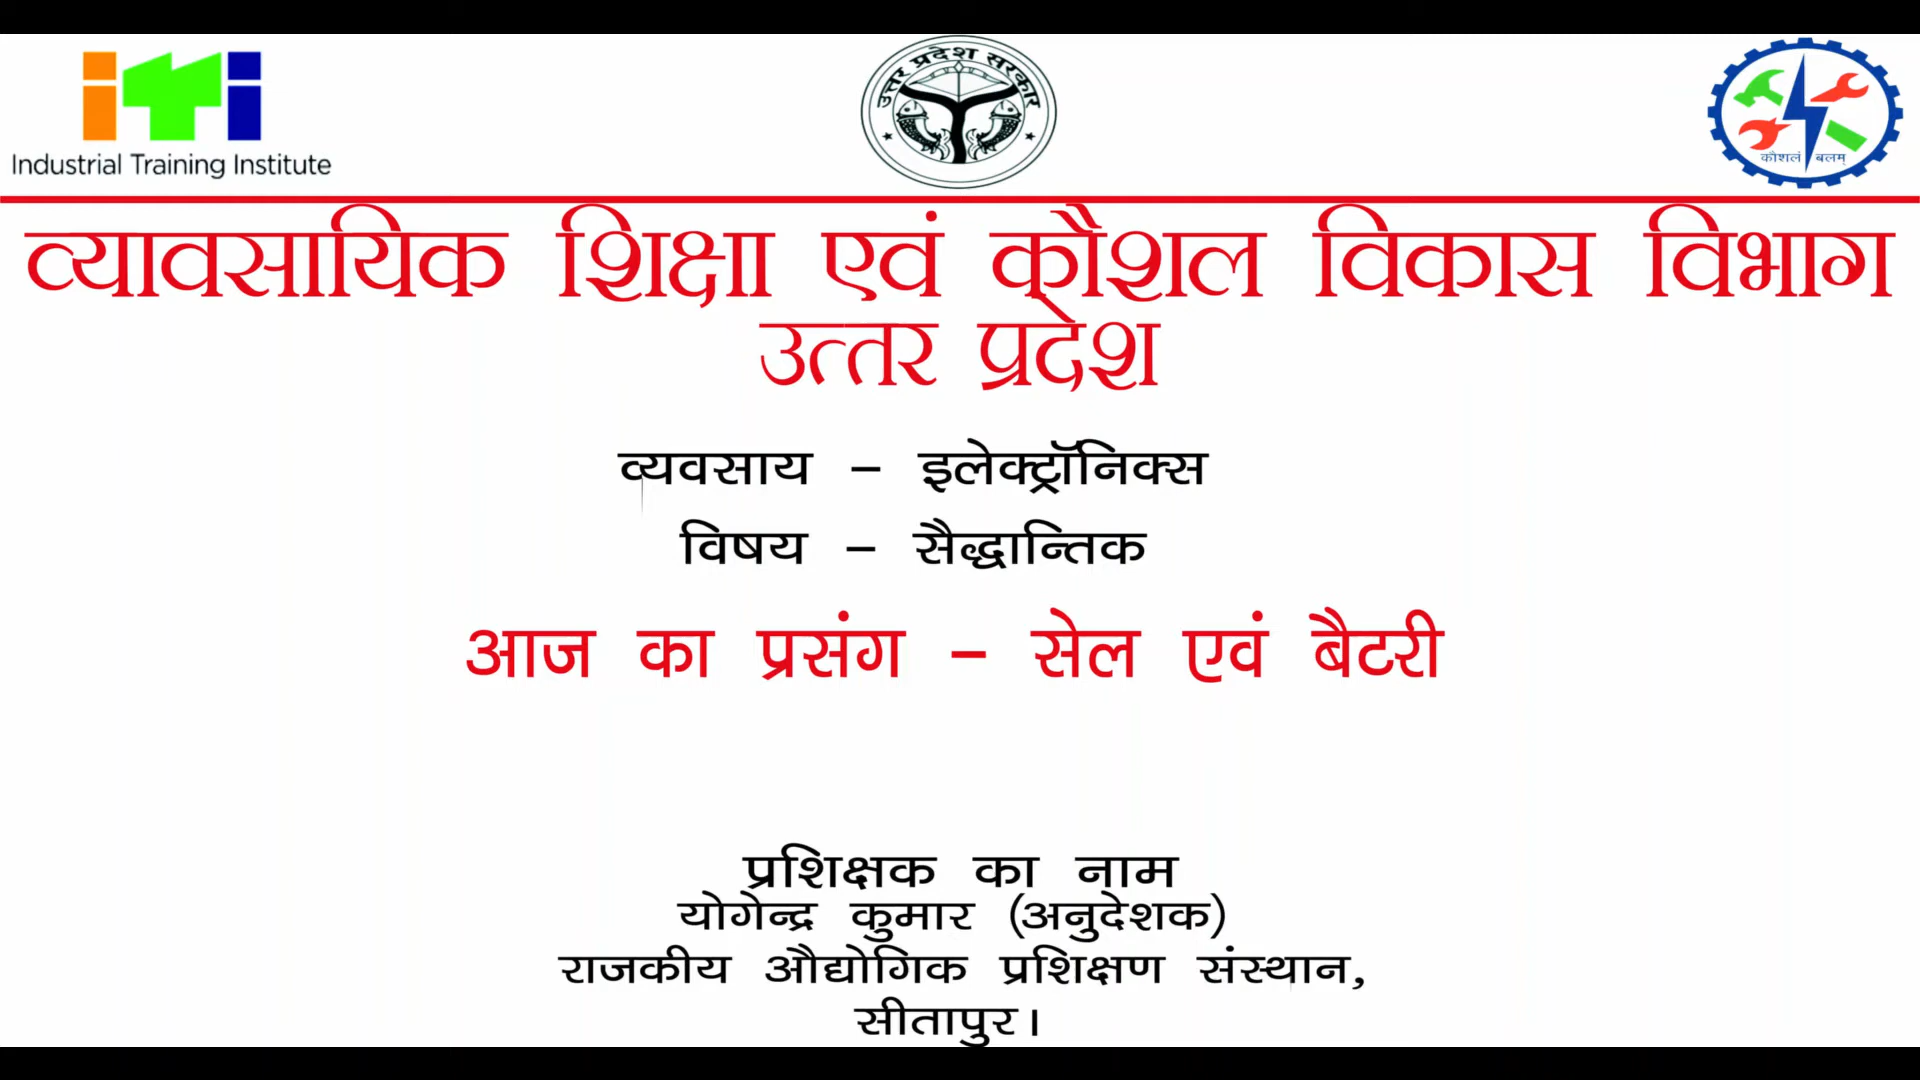 iTi
Industrial Training Institute
उत्तर प्रदेश सरकार
कौशलं बलम्
व्यावसायिक शिक्षा एवं कौशल विकास विभाग
उत्तर प्रदेश
व्यवसाय – इलेक्ट्रॉनिक्स
विषय – सैद्धान्तिक
आज का प्रसंग – सेल एवं बैटरी
प्रशिक्षक का नाम
योगेन्द्र कुमार (अनुदेशक)
राजकीय औद्योगिक प्रशिक्षण संस्थान,
सीतापुर।